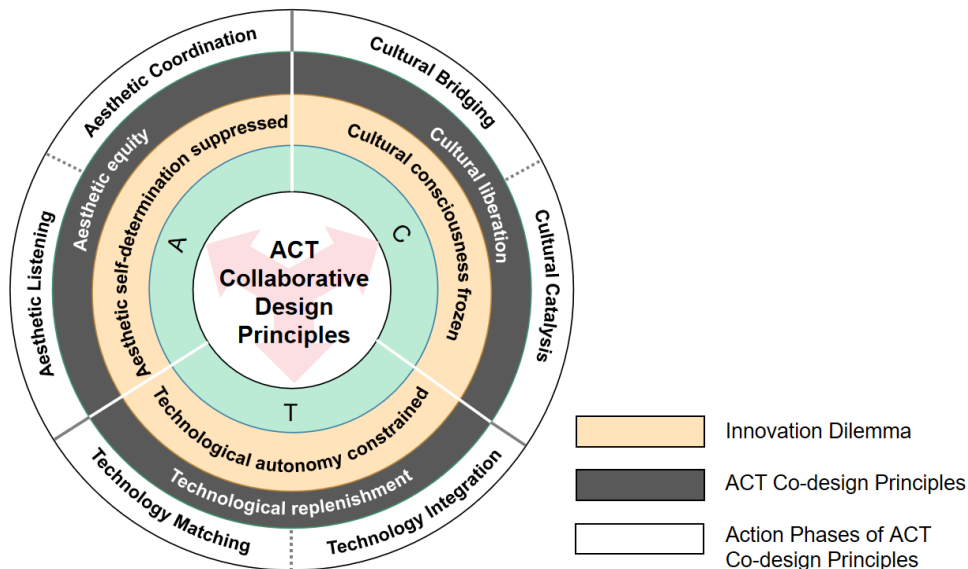 Aesthetic Coordination
Cultural Bridging
Aesthetic Listening
Cultural Catalysis
Technology Matching
Technology Integration
Aesthetic equity
Cultural liberation
Technological replenishment
Aesthetic self-determination suppressed
Cultural consciousness frozen
Technological autonomy constrained
A
C
T
ACT
Collaborative
Design
Principles
Innovation Dilemma
ACT Co-design Principles
Action Phases of ACT
Co-design Principles